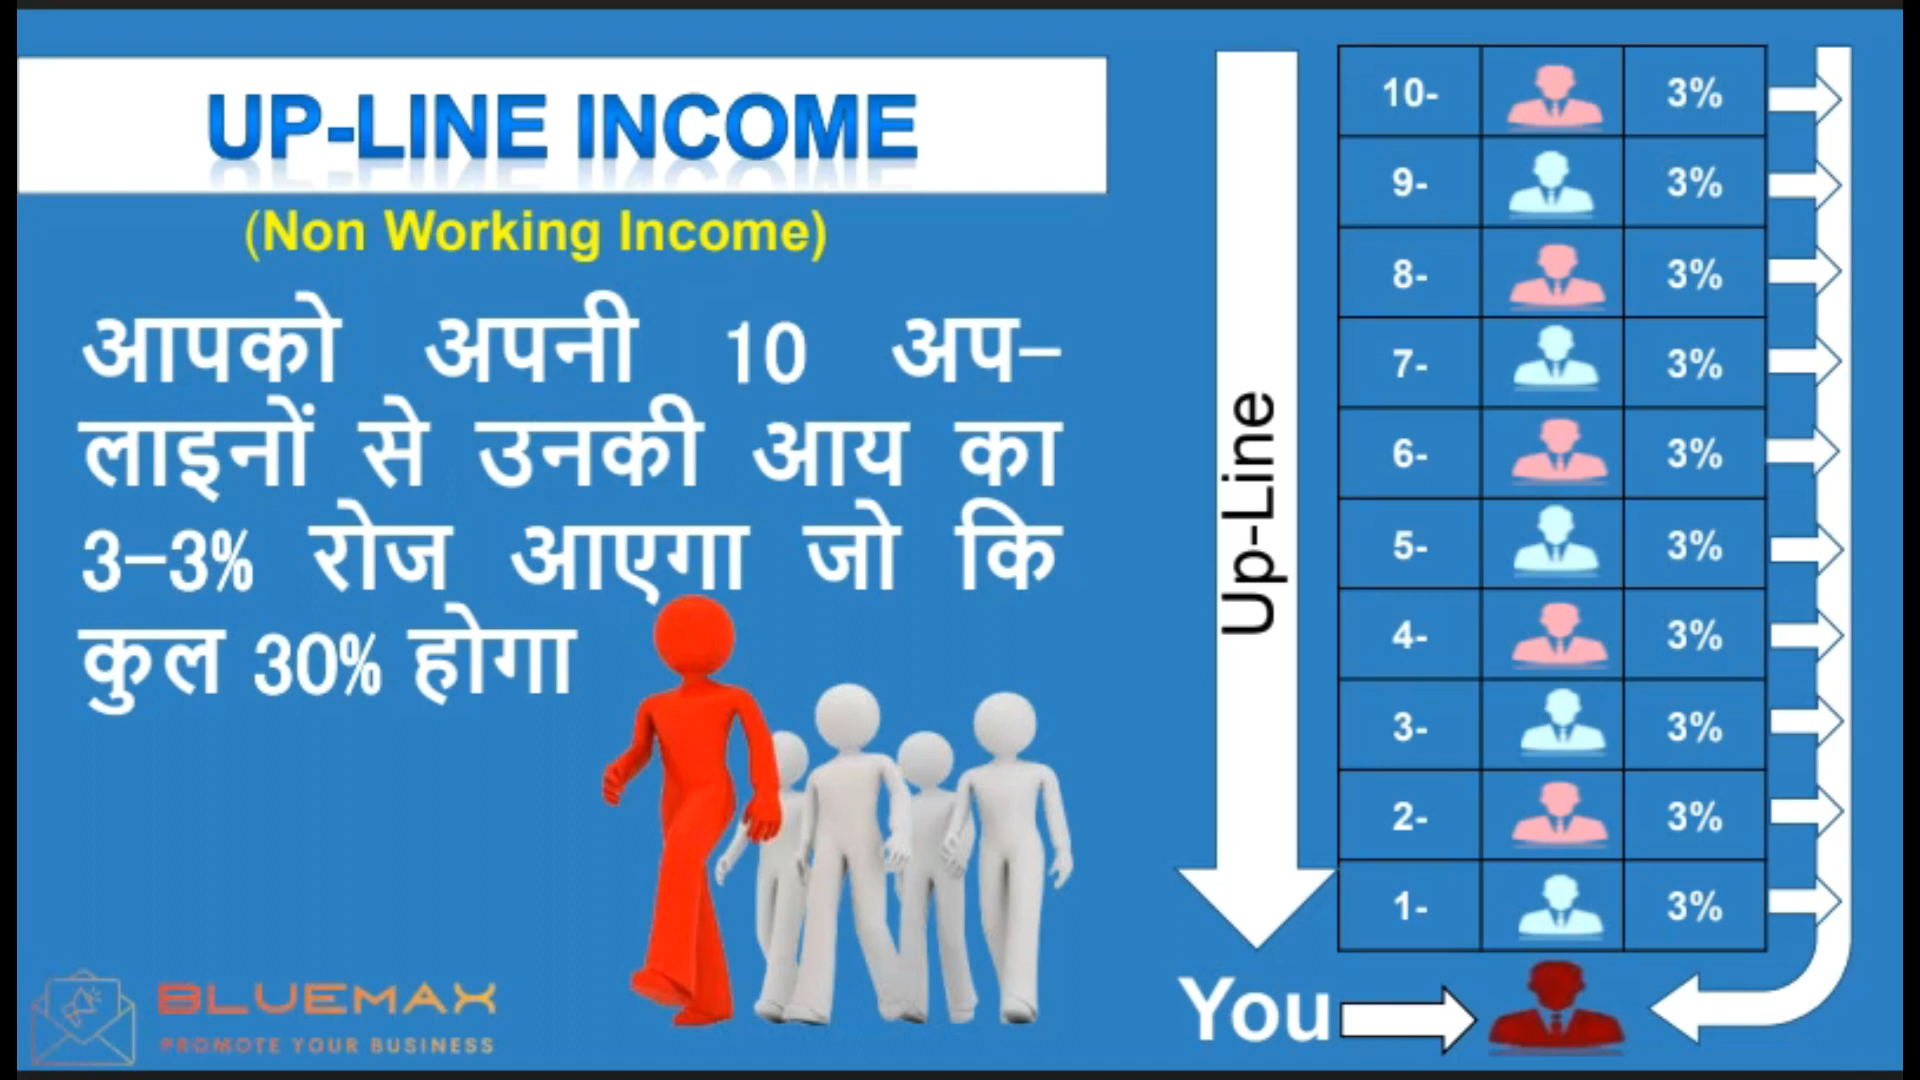 UP-LINE INCOME
(Non Working Income)
आपको अपनी 10 अप–
लाइनों से उनकी आय का
3–3% रोज आएगा जो कि
कुल 30% होगा
BLUEMAX
PROMOTE YOUR BUSINESS
Up-Line
10- 3%
9- 3%
8- 3%
7- 3%
6- 3%
5- 3%
4- 3%
3- 3%
2- 3%
1- 3%
You